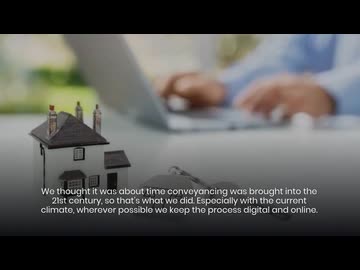 We thought it was about time conveyancing was brought into the
21st century, so that's what we did. Especially with the current
climate, wherever possible we keep the process digital and online.